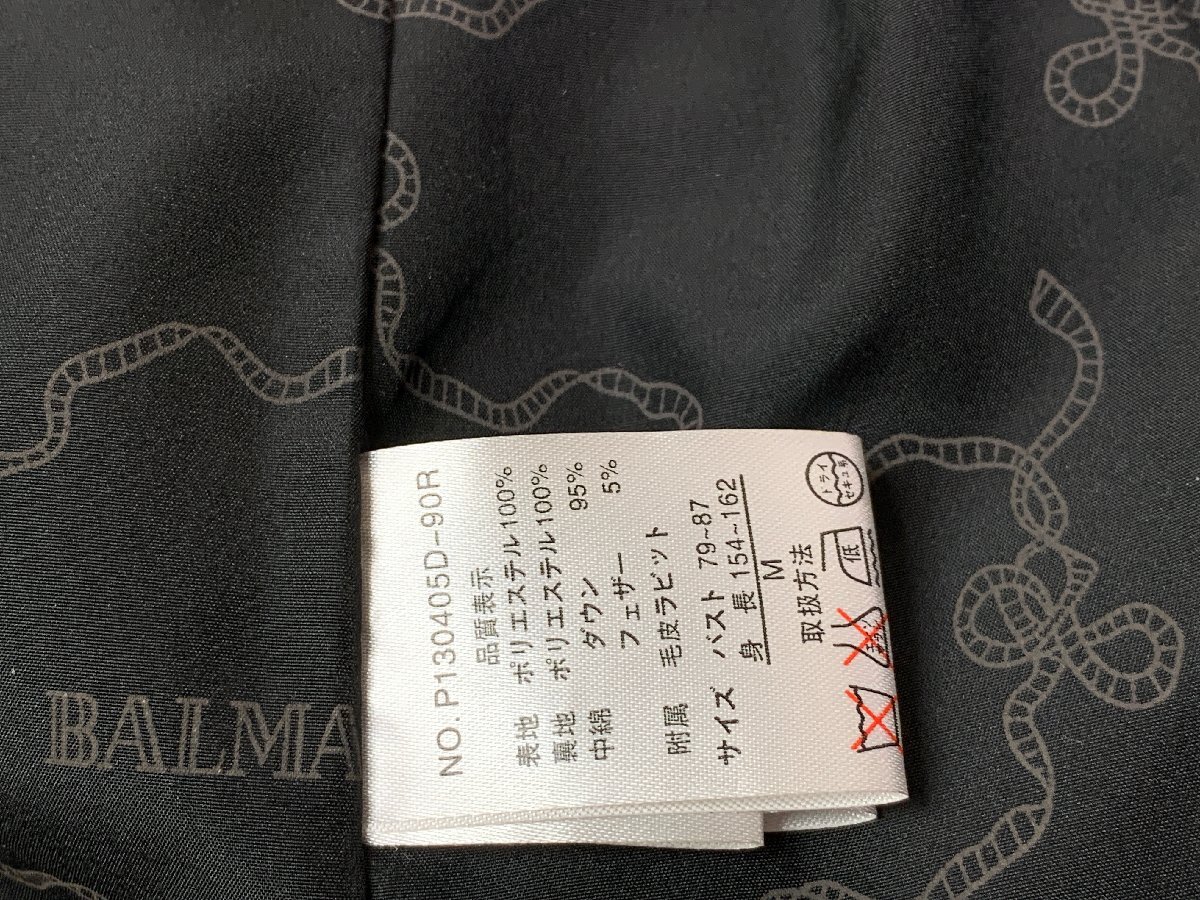 NO. P130405D-90R
品質表示
表地 ポリエステル100%
裏地 ポリエステル100%
中綿 ダウン 95%
フェザー 5%
附属 毛皮ラビット
サイズ バスト 79~87
身 長 154~162
M
取扱方法
ドライ
セキユ系
低
BALMA